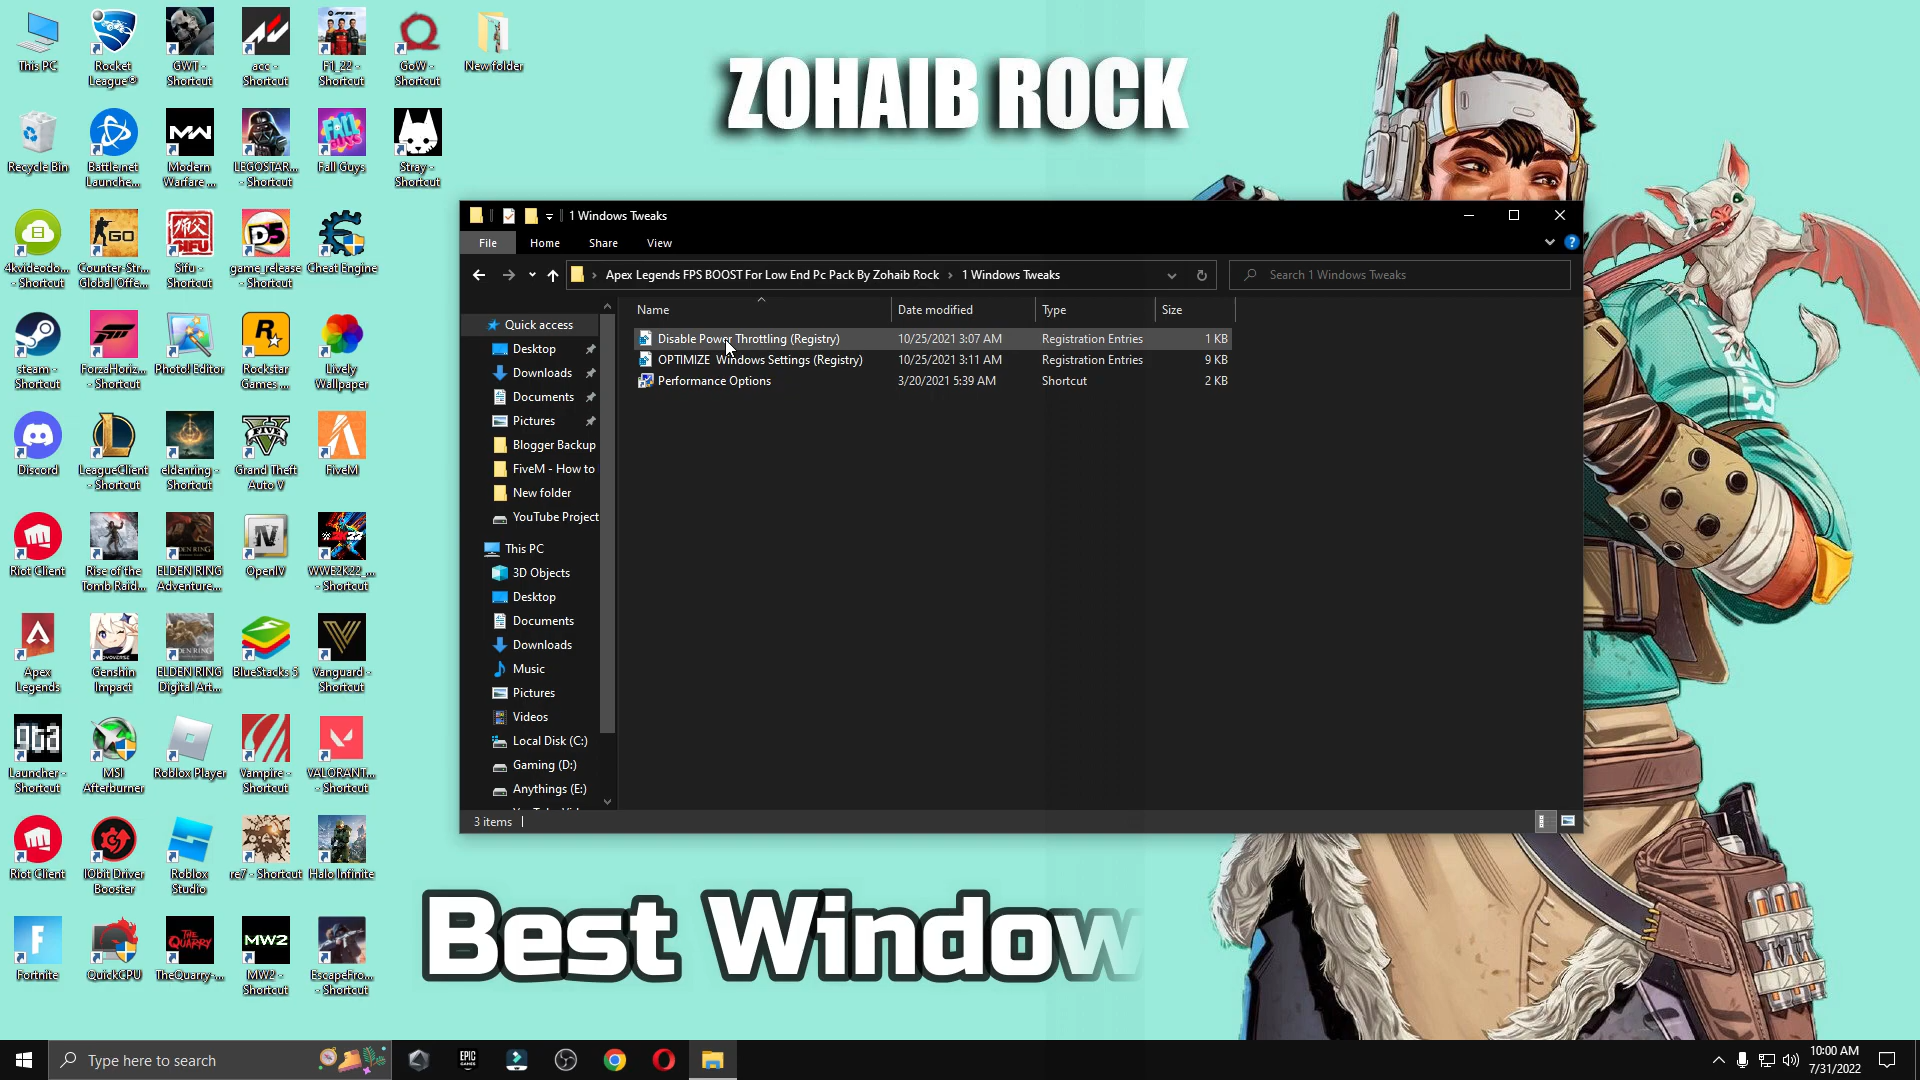 This PC
Rocket
League®
GWT -
Shortcut
acc -
Shortcut
F1_22 -
Shortcut
GoW -
Shortcut
New folder
ZOHAIB ROCK
Recycle Bin
Battle.net
Launche...
Modern
Warfare ...
LEGOSTAR...
- Shortcut
Fall Guys
Stray -
Shortcut
4kvideodo...
- Shortcut
Counter-Str...
Global Offe...
Sifu -
Shortcut
game_release
- Shortcut
Cheat Engine
steam -
Shortcut
ForzaHoriz...
- Shortcut
Photo! Editor
Rockstar
Games ...
Lively
Wallpaper
Discord
LeagueClient
- Shortcut
eldenring -
Shortcut
Grand Theft
Auto V
FiveM
Riot Client
Rise of the
Tomb Raid...
ELDEN RING
Adventure...
OpenIV
WWE2K22_...
- Shortcut
Apex
Legends
Genshin
Impact
ELDEN RING
Digital Art...
BlueStacks 5
Vanguard -
Shortcut
Launcher -
Shortcut
MSI
Afterburner
Roblox Player
Vampire -
Shortcut
VALORANT...
- Shortcut
Riot Client
IObit Driver
Booster
Roblox
Studio
re7 - Shortcut
Halo Infinite
Fortnite
QuickCPU
TheQuarry-...
MW2 -
Shortcut
EscapeFro...
- Shortcut
1 Windows Tweaks
File Home Share View
Apex Legends FPS BOOST For Low End Pc Pack By Zohaib Rock › 1 Windows Tweaks
Search 1 Windows Tweaks
Name Date modified Type Size
Disable Power Throttling (Registry) 10/25/2021 3:07 AM Registration Entries 1 KB
OPTIMIZE Windows Settings (Registry) 10/25/2021 3:11 AM Registration Entries 9 KB
Performance Options 3/20/2021 5:39 AM Shortcut 2 KB
Quick access
Desktop
Downloads
Documents
Pictures
Blogger Backup
FiveM - How to
New folder
YouTube Project
This PC
3D Objects
Desktop
Documents
Downloads
Music
Pictures
Videos
Local Disk (C:)
Gaming (D:)
Anythings (E:)
3 items
Best Window
Type here to search
10:00 AM
7/31/2022